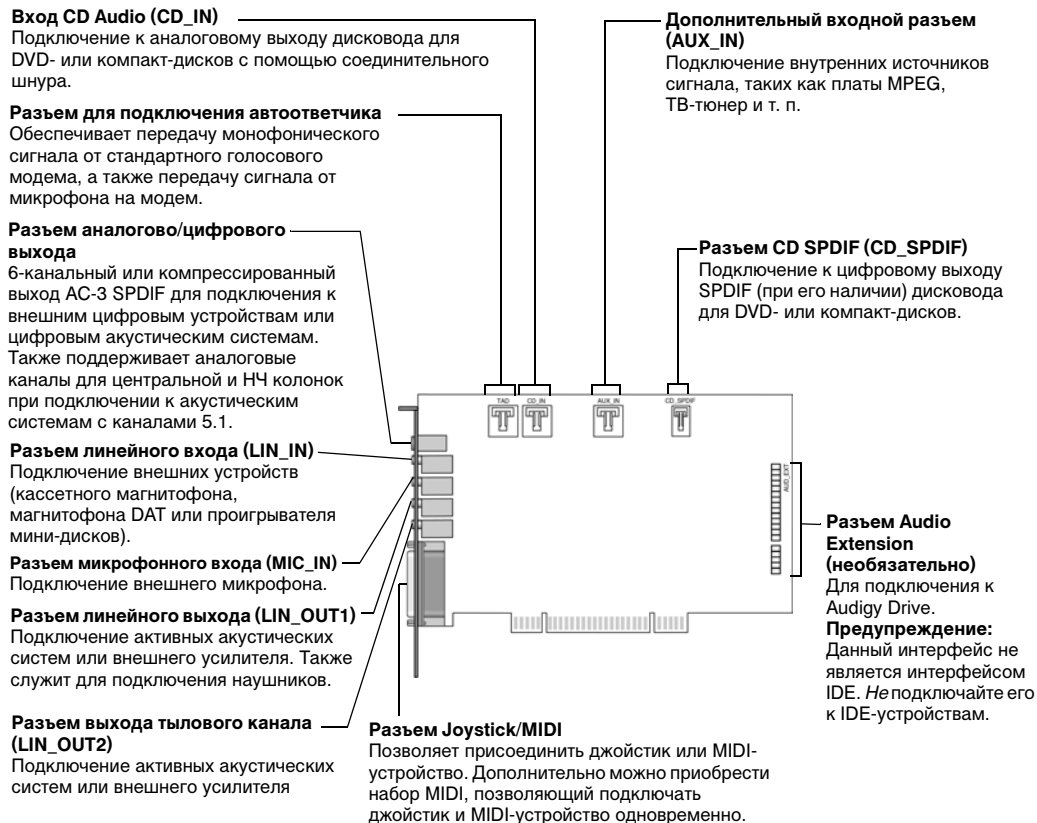 Вход CD Audio (CD_IN)
Подключение к аналоговому выходу дисковода для
DVD- или компакт-дисков с помощью соединительного
шнура.
Разъем для подключения автоответчика
Обеспечивает передачу монофонического
сигнала от стандартного голосового
модема, а также передачу сигнала от
микрофона на модем.
Разъем аналогово/цифрового
выхода
6-канальный или компрессированный
выход AC-3 SPDIF для подключения к
внешним цифровым устройствам или
цифровым акустическим системам.
Также поддерживает аналоговые
каналы для центральной и НЧ колонок
при подключении к акустическим
системам с каналами 5.1.
Разъем линейного входа (LIN_IN)
Подключение внешних устройств
(кассетного магнитофона,
магнитофона DAT или проигрывателя
мини-дисков).
Разъем микрофонного входа (MIC_IN)
Подключение внешнего микрофона.
Разъем линейного выхода (LIN_OUT1)
Подключение активных акустических
систем или внешнего усилителя. Также
служит для подключения наушников.
Разъем выхода тылового канала
(LIN_OUT2)
Подключение активных акустических
систем или внешнего усилителя
Дополнительный входной разъем
(AUX_IN)
Подключение внутренних источников
сигнала, таких как платы MPEG,
ТВ-тюнер и т. п.
Разъем CD SPDIF (CD_SPDIF)
Подключение к цифровому выходу
SPDIF (при его наличии) дисковода
для DVD- или компакт-дисков.
TAD
CD_IN
AUX_IN
CD_SPDIF
AUD_EXT
Разъем Audio
Extension
(необязательно)
Для подключения к
Audigy Drive.
Предупреждение:
Данный интерфейс не
является интерфейсом
IDE. Не подключайте его
к IDE-устройствам.
Разъем Joystick/MIDI
Позволяет присоединить джойстик или MIDI-
устройство. Дополнительно можно приобрести
набор MIDI, позволяющий подключать
джойстик и MIDI-устройство одновременно.